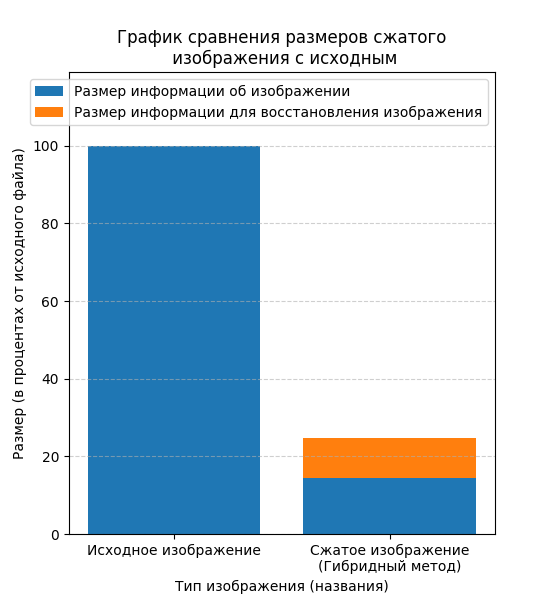 График сравнения размеров сжатого
изображения с исходным
Размер информации об изображении
Размер информации для восстановления изображения
Размер (в процентах от исходного файла)
100
80
60
40
20
0
Исходное изображение
Сжатое изображение
(Гибридный метод)
Тип изображения (названия)